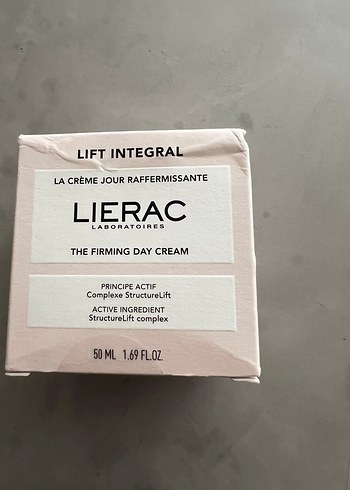 LIFT INTEGRAL
LA CRÈME JOUR RAFFERMISSANTE
LIERAC
LABORATOIRES
THE FIRMING DAY CREAM
PRINCIPE ACTIF
Complexe StructureLift
ACTIVE INGREDIENT
StructureLift complex
50 ML 1.69 FL.OZ.